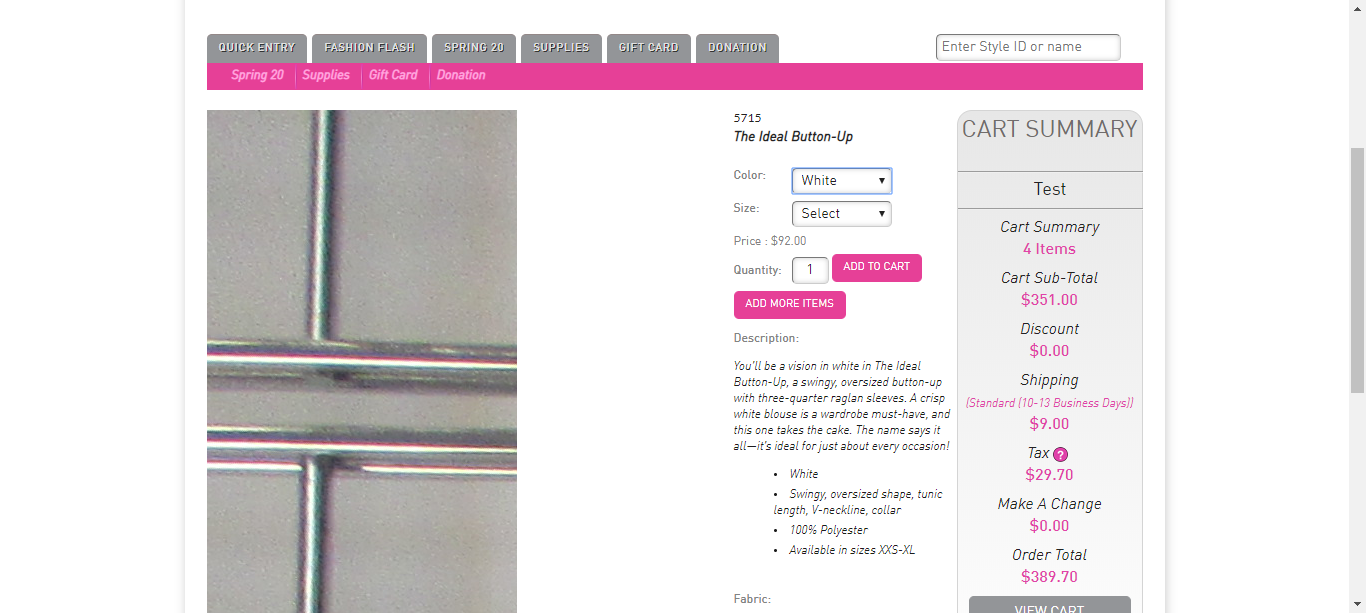 QUICK ENTRY
FASHION FLASH
SPRING 20
SUPPLIES
GIFT CARD
DONATION
Enter Style ID or name
Spring 20
Supplies
Gift Card
Donation
5715
The Ideal Button-Up
Color:
White
Size:
Select
Price : $92.00
Quantity:
1
ADD TO CART
ADD MORE ITEMS
Description:
You'll be a vision in white in The Ideal
Button-Up, a swingy, oversized button-up
with three-quarter raglan sleeves. A crisp
white blouse is a wardrobe must-have, and
this one takes the cake. The name says it
all—it's ideal for just about every occasion!
• White
• Swingy, oversized shape, tunic
length, V-neckline, collar
• 100% Polyester
• Available in sizes XXS-XL
Fabric:
CART SUMMARY
Test
Cart Summary
4 Items
Cart Sub-Total
$351.00
Discount
$0.00
Shipping
(Standard (10-13 Business Days))
$9.00
Tax ?
$29.70
Make A Change
$0.00
Order Total
$389.70
VIEW CART